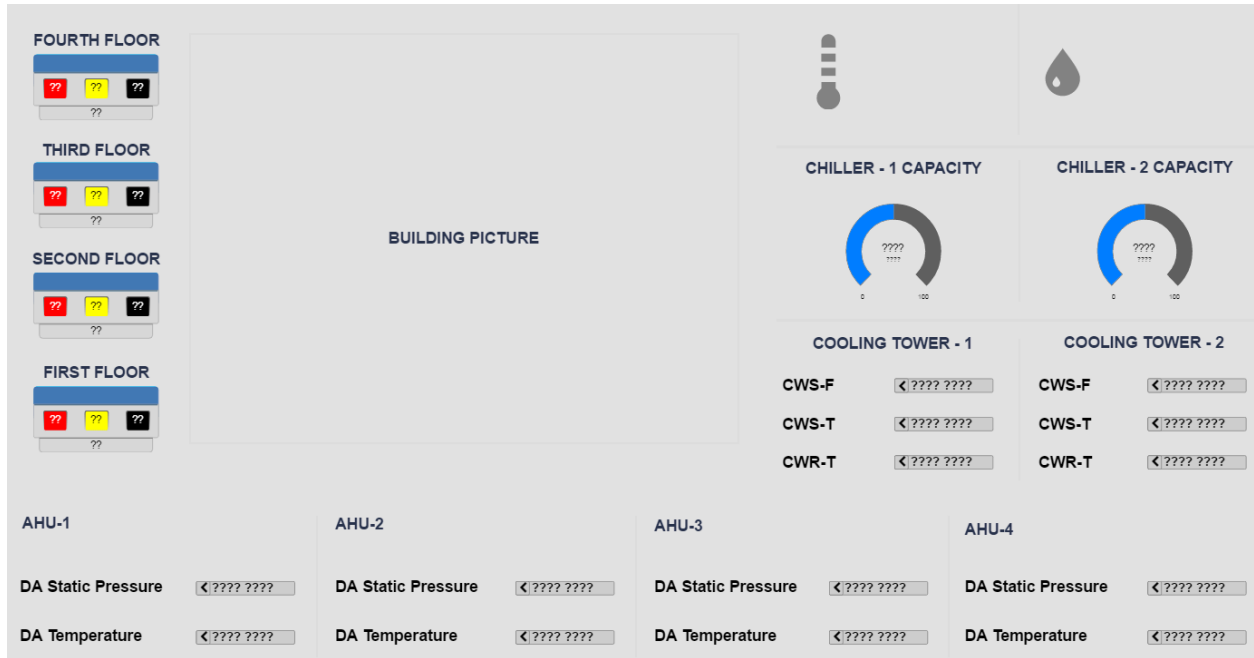 FOURTH FLOOR
?? ?? ??
??
THIRD FLOOR
?? ?? ??
??
SECOND FLOOR
?? ?? ??
??
FIRST FLOOR
?? ?? ??
??
BUILDING PICTURE
CHILLER - 1 CAPACITY
????
????
0 100
CHILLER - 2 CAPACITY
????
????
0 100
COOLING TOWER - 1
CWS-F ???? ????
CWS-T ???? ????
CWR-T ???? ????
COOLING TOWER - 2
CWS-F ???? ????
CWS-T ???? ????
CWR-T ???? ????
AHU-1
DA Static Pressure ???? ????
DA Temperature ???? ????
AHU-2
DA Static Pressure ???? ????
DA Temperature ???? ????
AHU-3
DA Static Pressure ???? ????
DA Temperature ???? ????
AHU-4
DA Static Pressure ???? ????
DA Temperature ???? ????